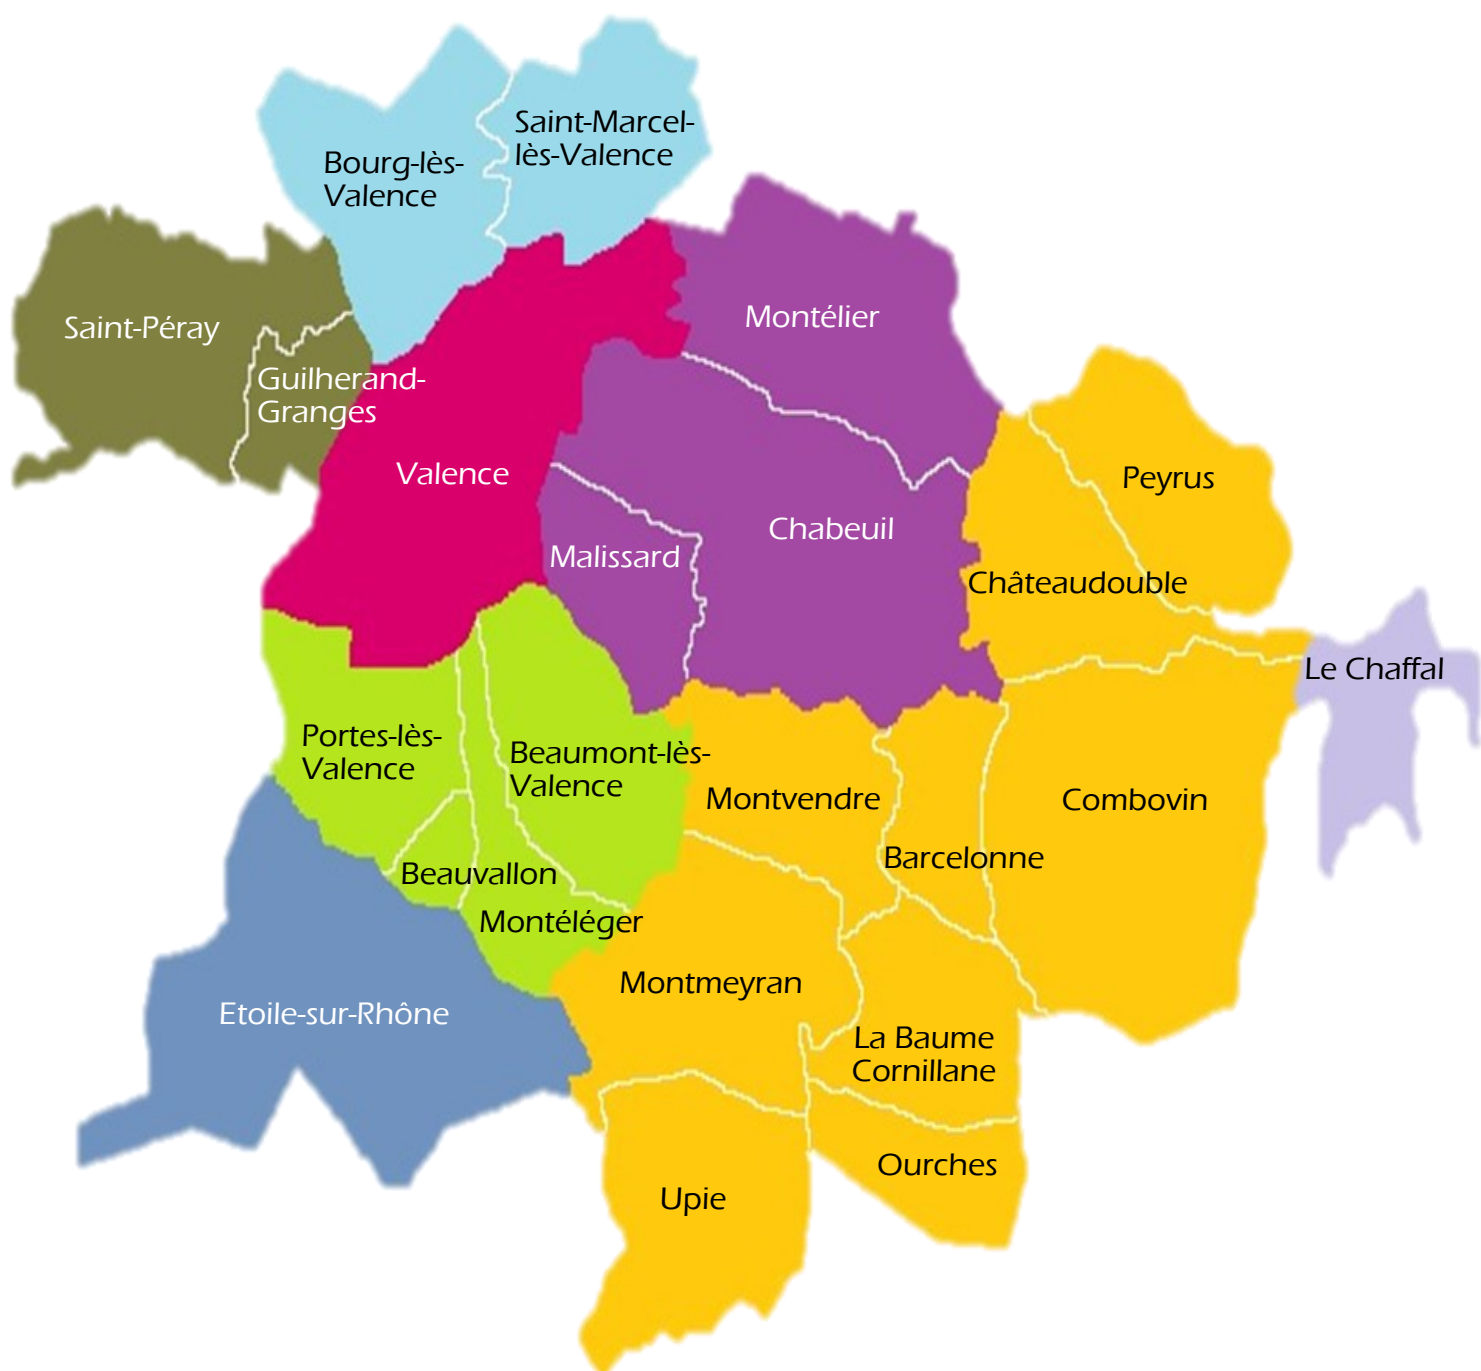 Saint-Marcel-
lès-Valence
Bourg-lès-
Valence
Saint-Péray
Montélier
Guilherand-
Granges
Valence
Peyrus
Chabeuil
Malissard
Châteaudouble
Le Chaffal
Portes-lès-
Valence
Beaumont-lès-
Valence
Montvendre
Combovin
Barcelonne
Beauvallon
Montéléger
Montmeyran
Etoile-sur-Rhône
La Baume
Cornillane
Ourches
Upie